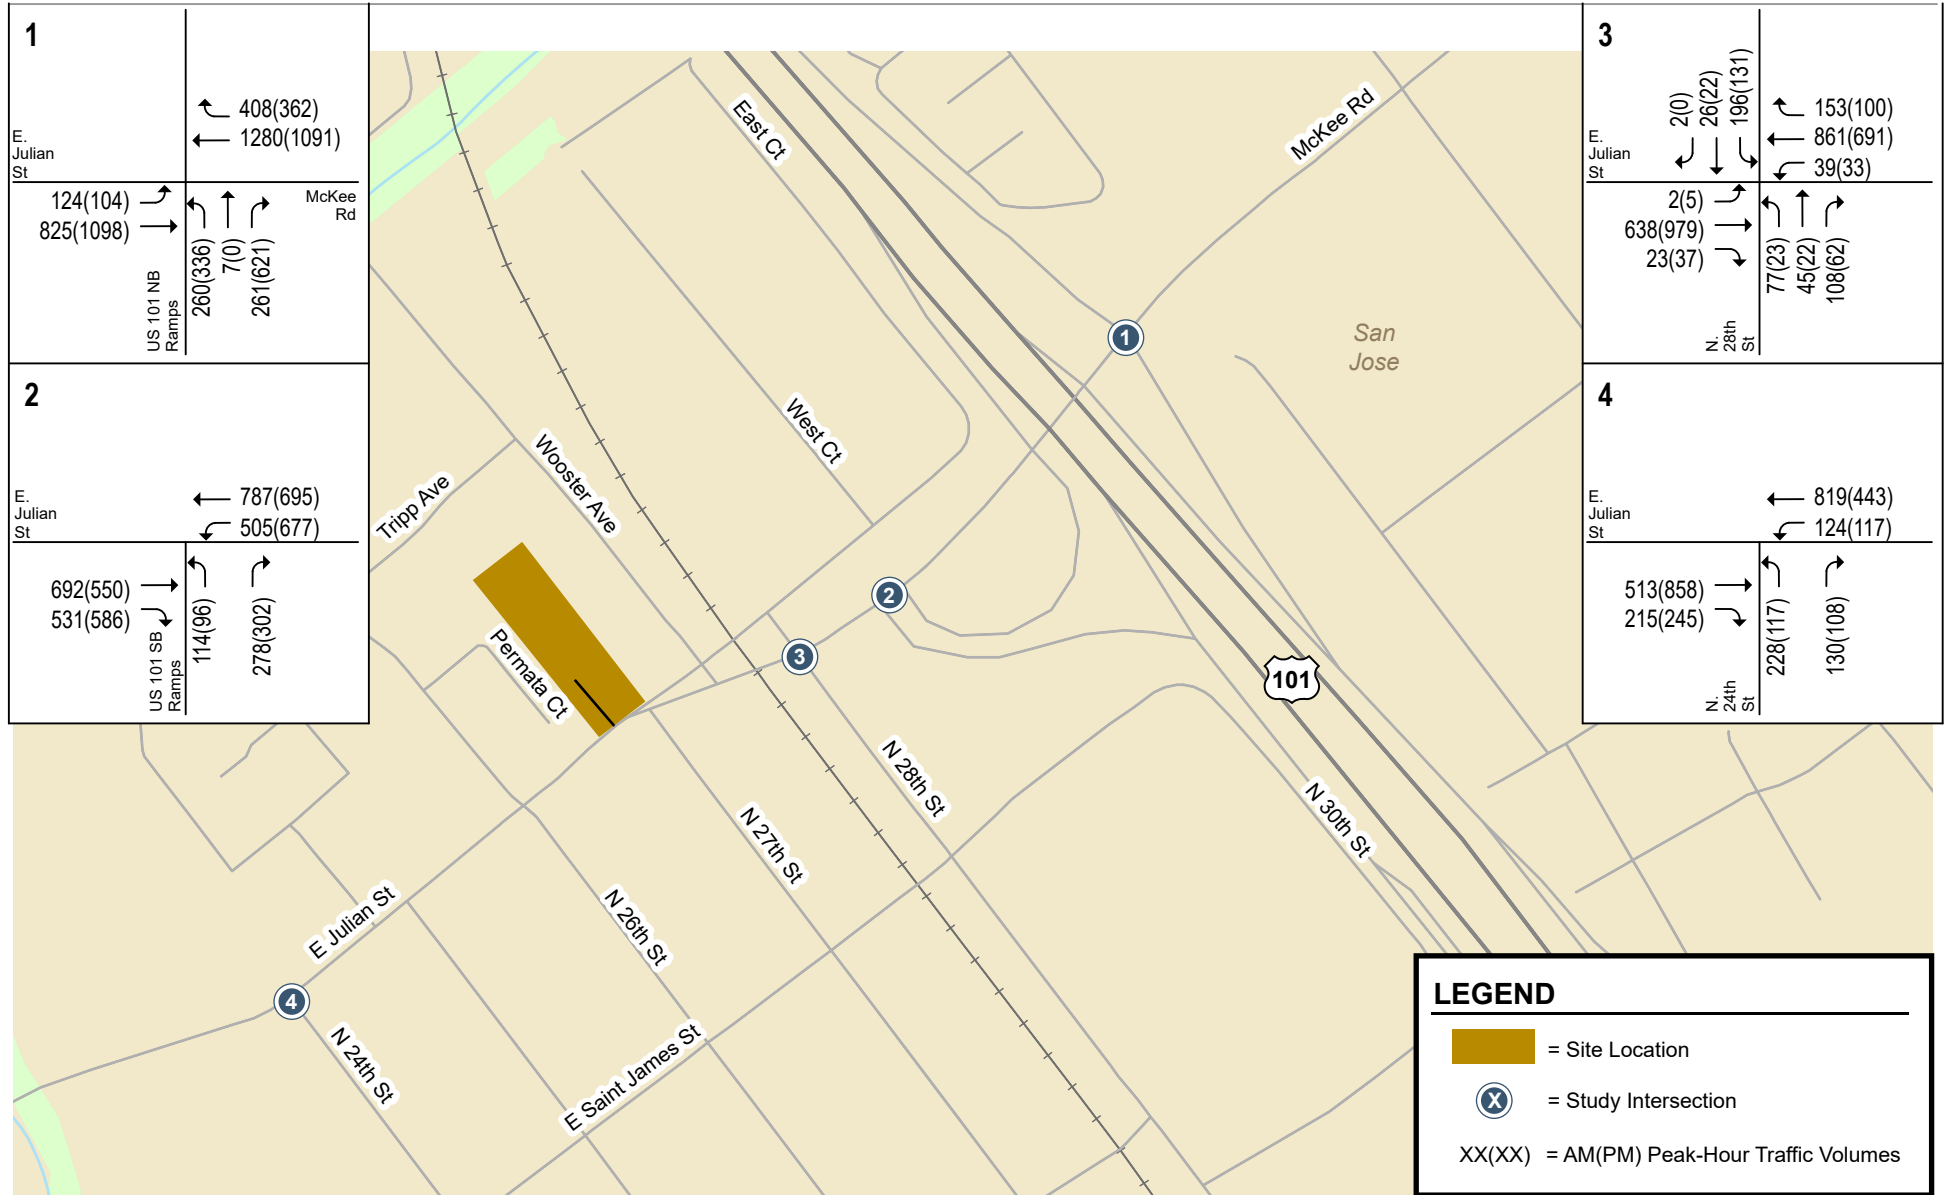 1
408(362)
1280(1091)
E.
Julian
St
124(104)
825(1098)
McKee
Rd
260(336)
7(0)
261(621)
US 101 NB
Ramps
2
787(695)
505(677)
E.
Julian
St
692(550)
531(586)
114(96)
278(302)
US 101 SB
Ramps
3
2(0)
26(22)
196(131)
153(100)
861(691)
39(33)
E.
Julian
St
2(5)
638(979)
23(37)
77(23)
45(22)
108(62)
N.
28th
St
4
819(443)
124(117)
E.
Julian
St
513(858)
215(245)
228(117)
130(108)
N.
24th
St
East Ct
McKee Rd
San
Jose
1
West Ct
Wooster Ave
Tripp Ave
2
3
Permata Ct
101
N 28th St
N 27th St
N 30th St
N 26th St
E Julian St
4
N 24th St
E Saint James St
LEGEND
= Site Location
X = Study Intersection
XX(XX) = AM(PM) Peak-Hour Traffic Volumes